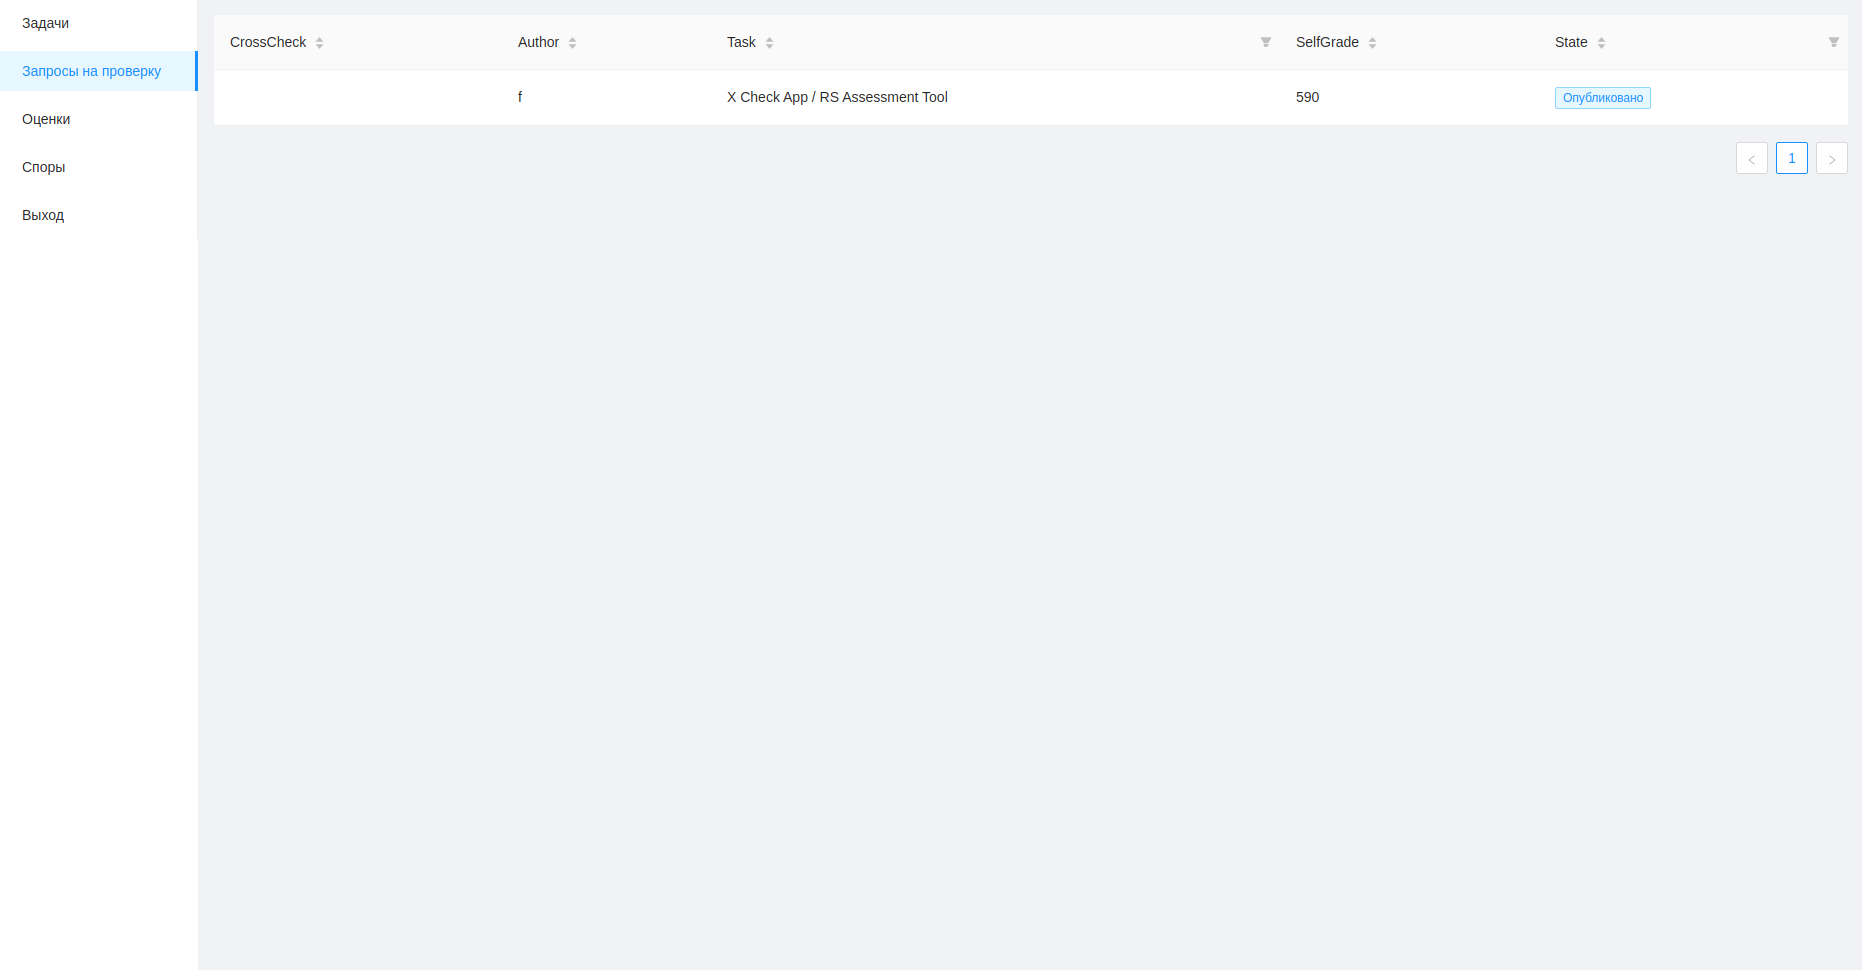 Задачи
Запросы на проверку
Оценки
Споры
Выход
CrossCheck Author Task SelfGrade State
f X Check App / RS Assessment Tool 590 Опубликовано
1